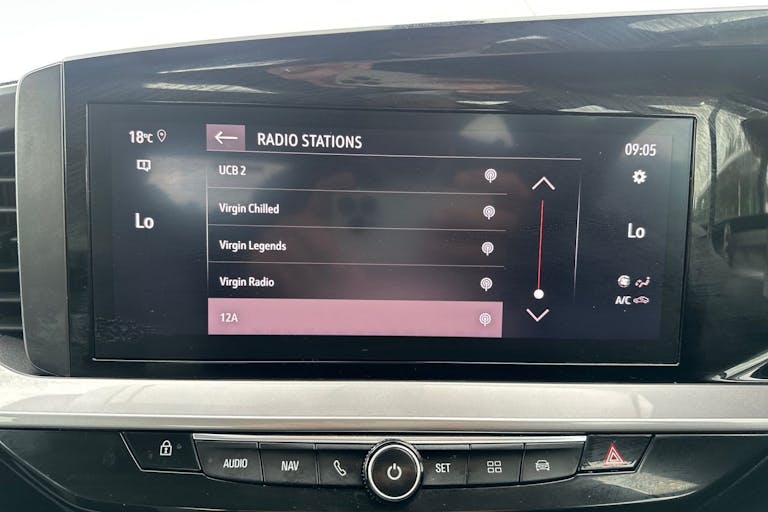 18°C
RADIO STATIONS
09:05
UCB 2
Virgin Chilled
Lo
Virgin Legends
Lo
Virgin Radio
A/C
12A
AUDIO
NAV
SET